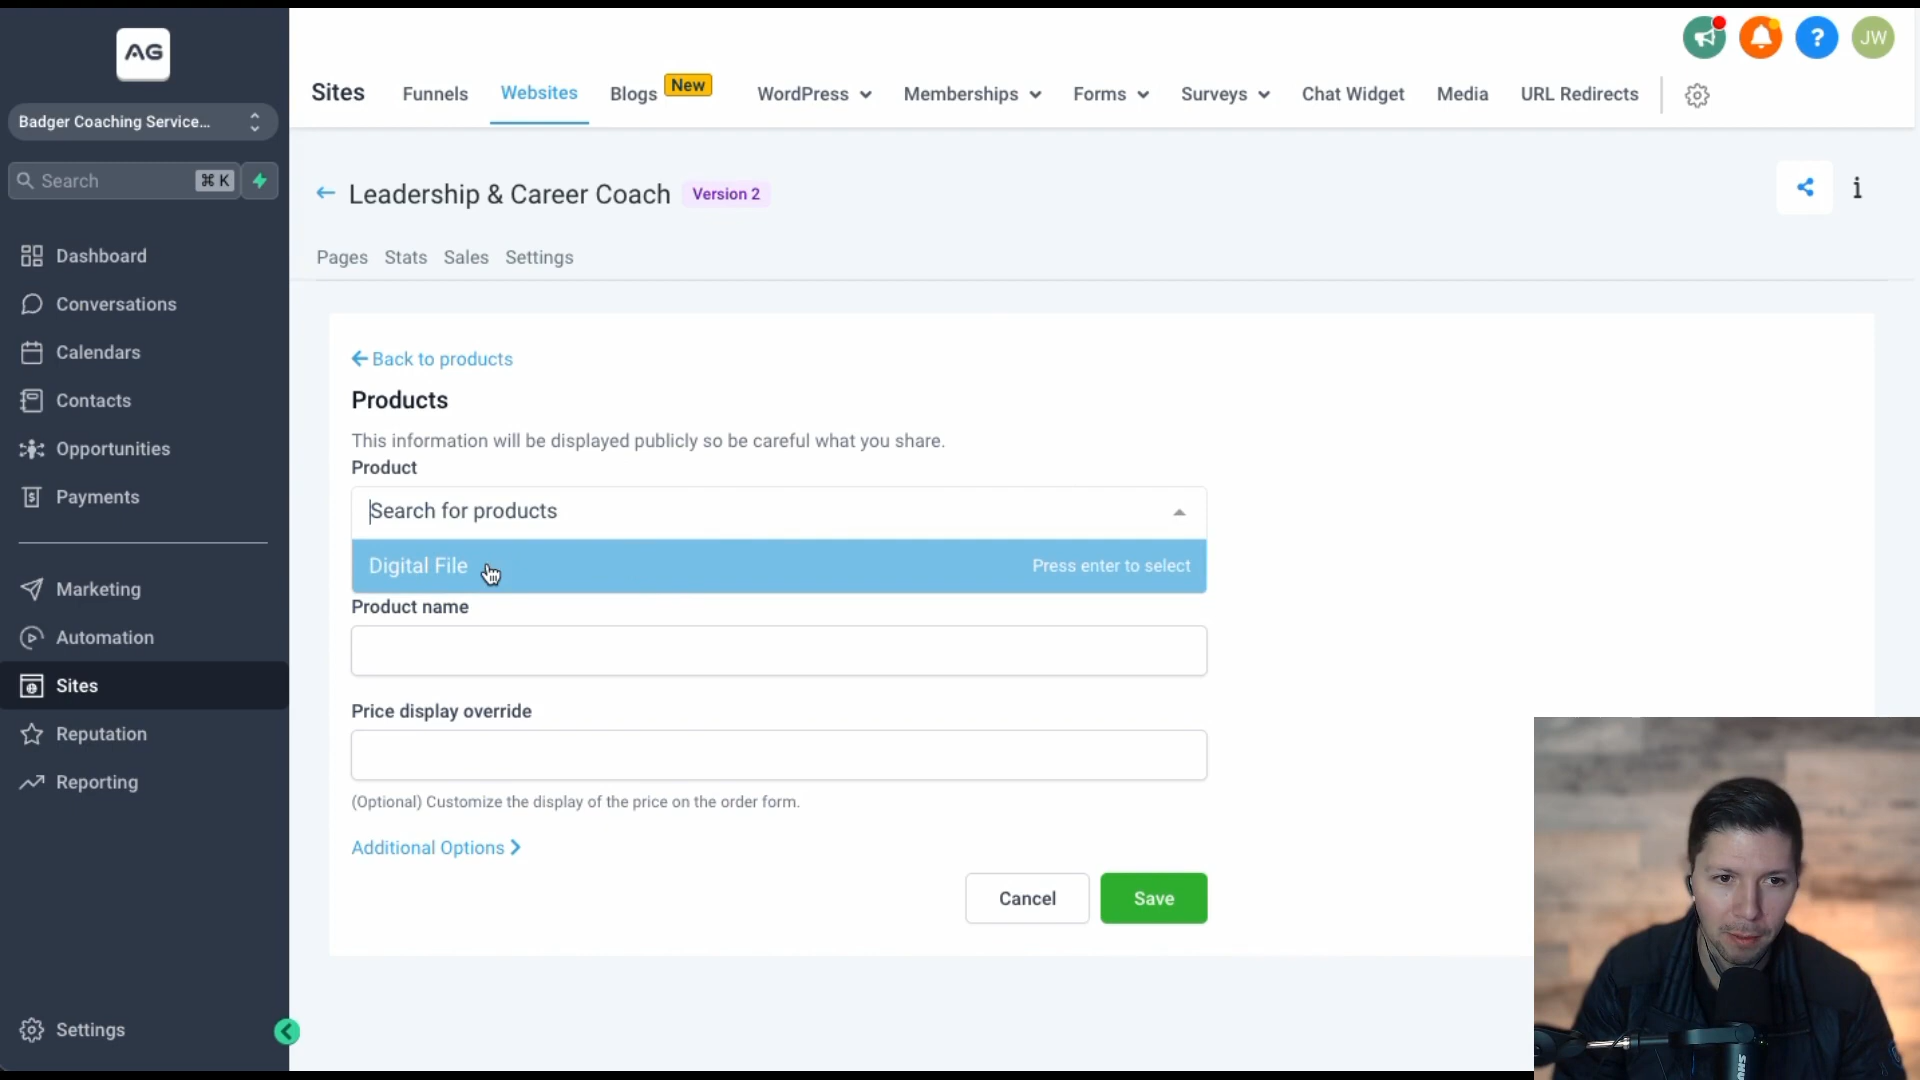 AG
Badger Coaching Service...
Search ⌘ K
Dashboard
Conversations
Calendars
Contacts
Opportunities
Payments
Marketing
Automation
Sites
Reputation
Reporting
Settings
JW
Sites Funnels Websites Blogs New WordPress Memberships Forms Surveys Chat Widget Media URL Redirects
Leadership & Career Coach Version 2
Pages Stats Sales Settings
Back to products
Products
This information will be displayed publicly so be careful what you share.
Product
Search for products
Digital File Press enter to select
Product name
Price display override
(Optional) Customize the display of the price on the order form.
Additional Options
Cancel Save